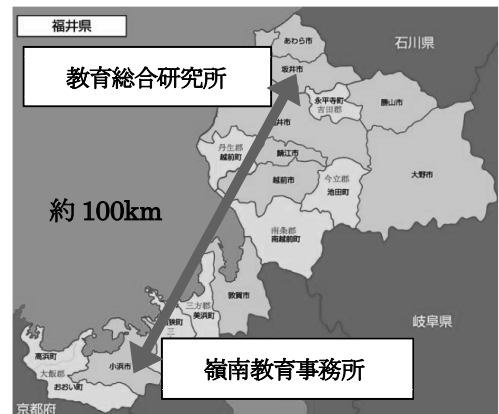 福井県
石川県
あわら市
教育総合研究所
坂井市
永平寺町
吉田郡
勝山市
井市
丹生郡
越前町
鯖江市
今立郡
池田町
大野市
越前市
約 100km
南条郡
南越前町
敦賀市
三方郡
美浜町
岐阜県
狭町
高浜町
大飯郡
おおい町
小浜市
嶺南教育事務所
京都府